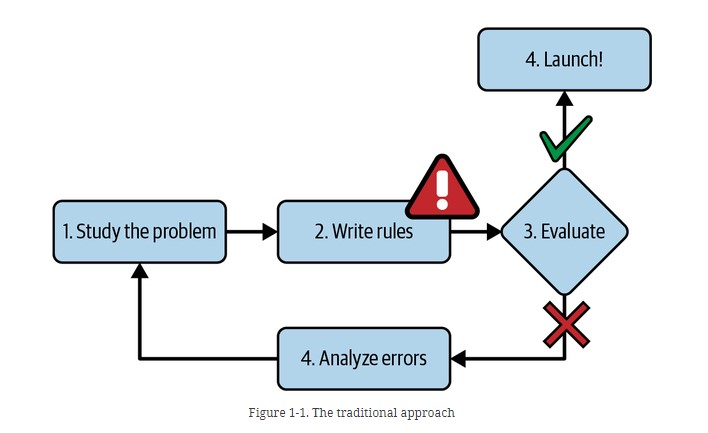 4. Launch!
1. Study the problem
2. Write rules
3. Evaluate
4. Analyze errors
Figure 1-1. The traditional approach